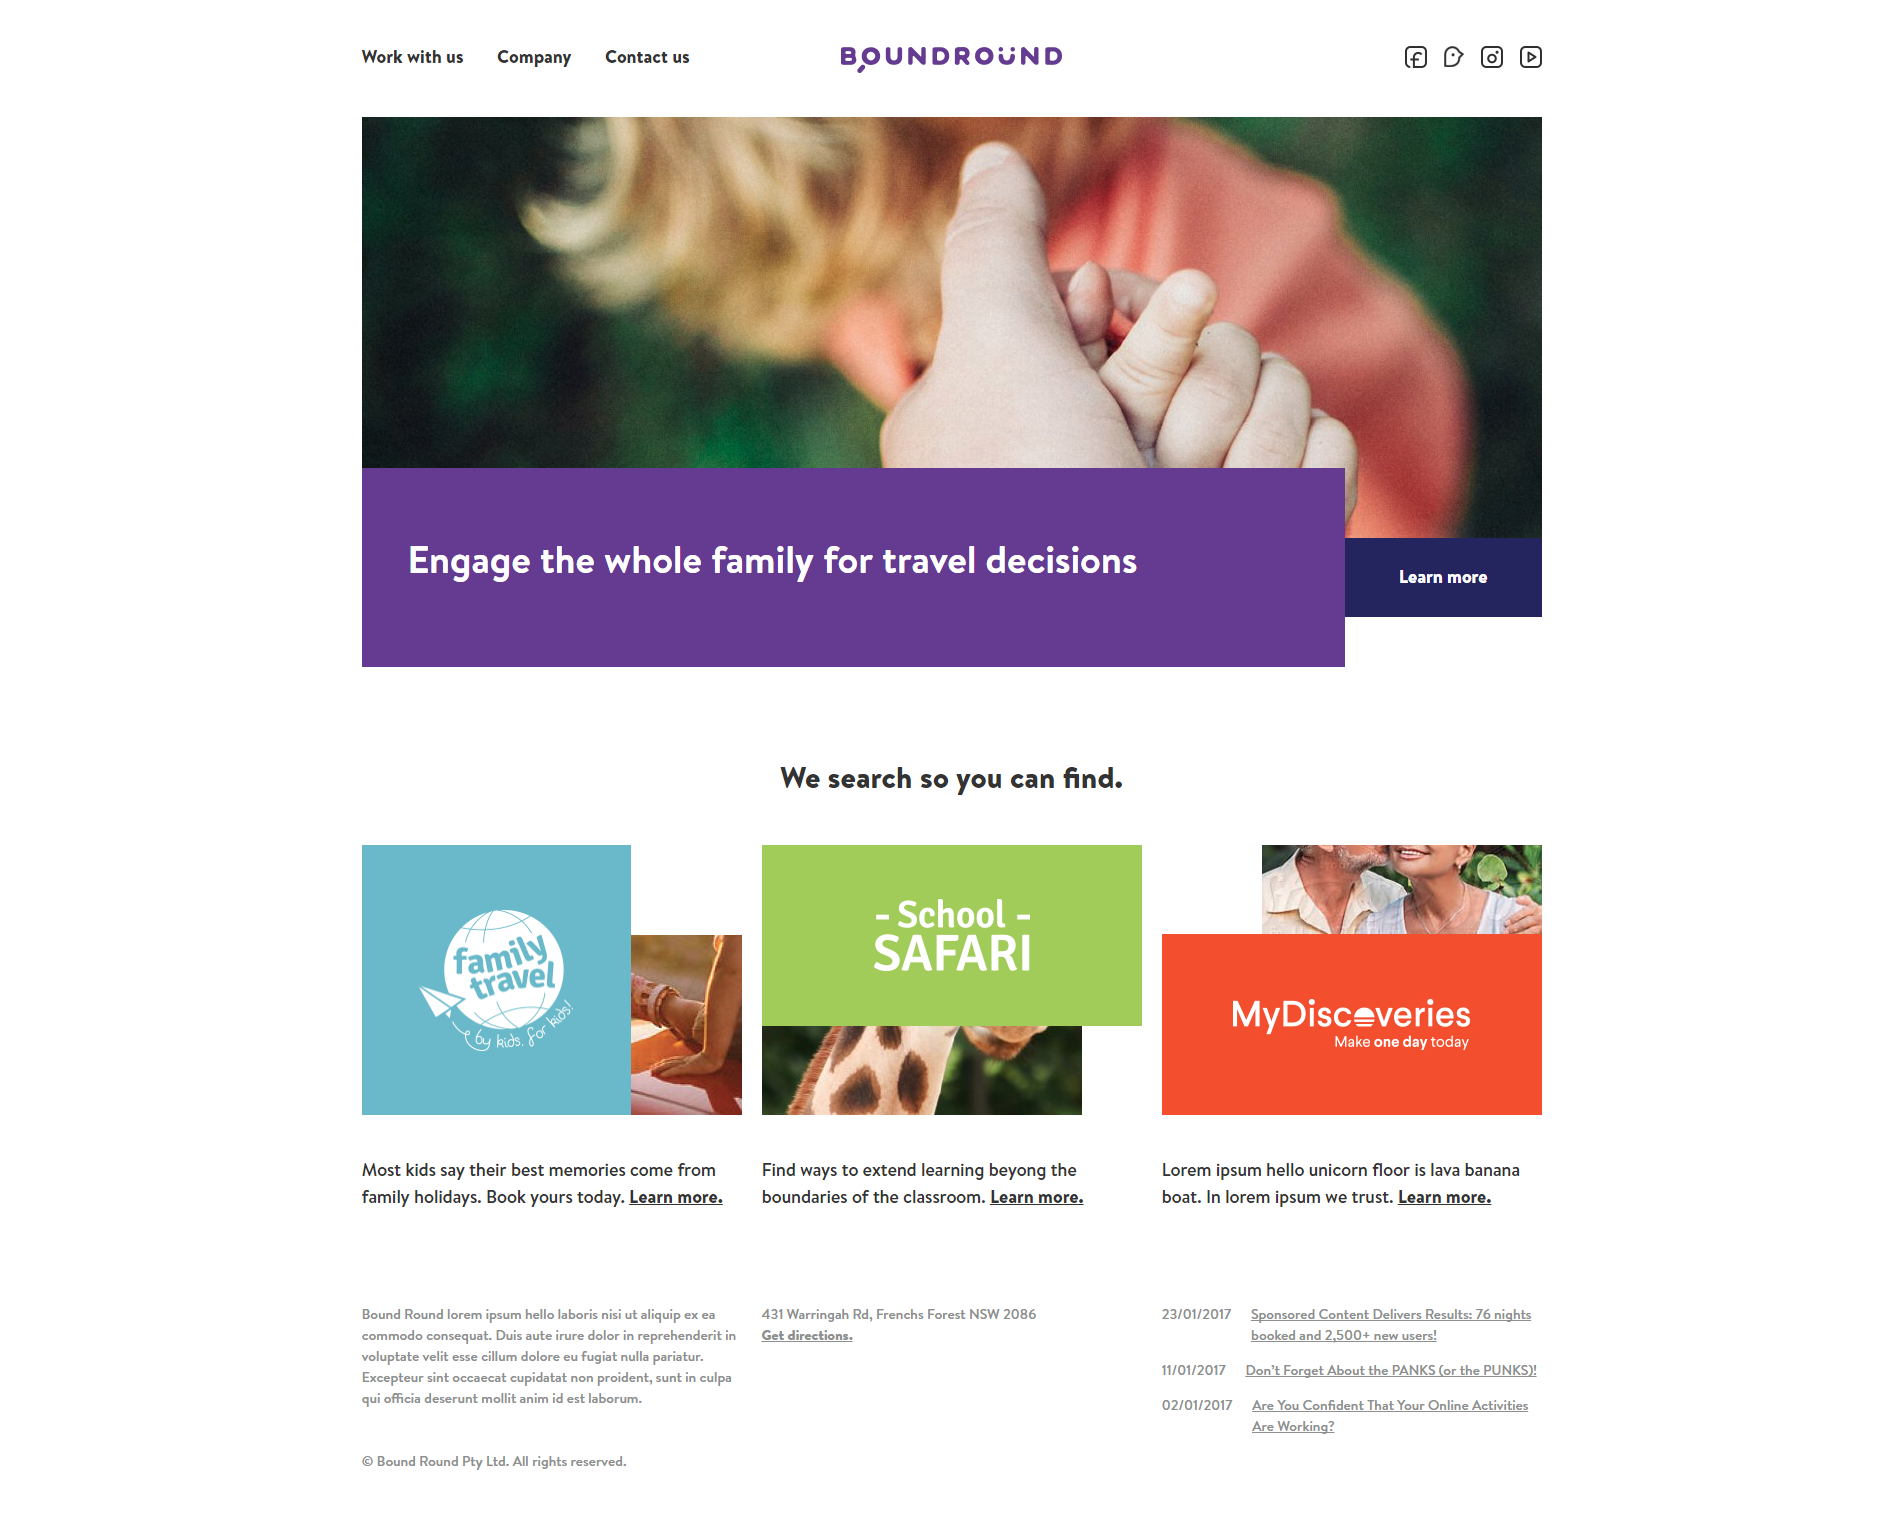 Work with us
Company
Contact us
BOUNDROUND
Engage the whole family for travel decisions
Learn more
We search so you can find.
family
travel
by kids, for kids!
- School -
SAFARI
MyDiscoveries
Make one day today
Most kids say their best memories come from
family holidays. Book yours today. Learn more.
Find ways to extend learning beyong the
boundaries of the classroom. Learn more.
Lorem ipsum hello unicorn floor is lava banana
boat. In lorem ipsum we trust. Learn more.
Bound Round lorem ipsum hello laboris nisi ut aliquip ex ea
commodo consequat. Duis aute irure dolor in reprehenderit in
voluptate velit esse cillum dolore eu fugiat nulla pariatur.
Excepteur sint occaecat cupidatat non proident, sunt in culpa
qui officia deserunt mollit anim id est laborum.
© Bound Round Pty Ltd. All rights reserved.
431 Warringah Rd, Frenchs Forest NSW 2086
Get directions.
23/01/2017 Sponsored Content Delivers Results: 76 nights
booked and 2,500+ new users!
11/01/2017 Don't Forget About the PANKS (or the PUNKS)!
02/01/2017 Are You Confident That Your Online Activities
Are Working?